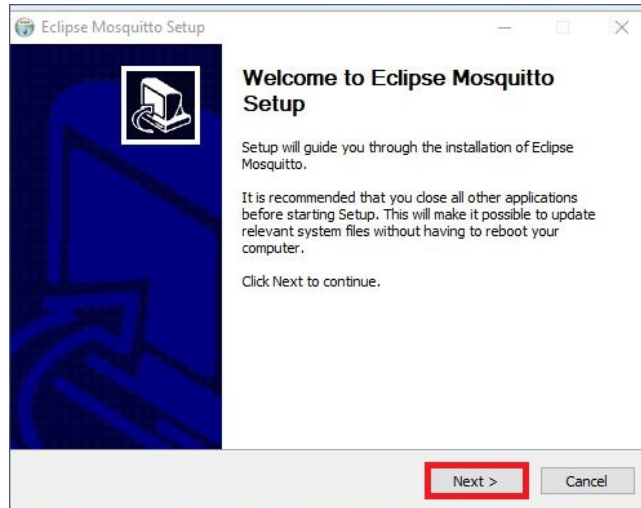 Eclipse Mosquitto Setup
Welcome to Eclipse Mosquitto
Setup
Setup will guide you through the installation of Eclipse
Mosquitto.
It is recommended that you close all other applications
before starting Setup. This will make it possible to update
relevant system files without having to reboot your
computer.
Click Next to continue.
Next >
Cancel